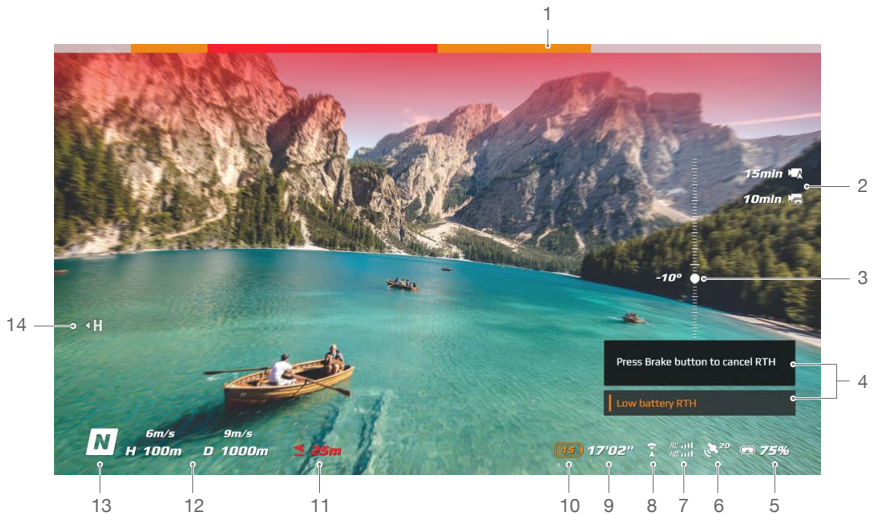 1
15min
10min
2
-10°
3
14
H
Press Brake button to cancel RTH
Low battery RTH
4
N
6m/s 9m/s
H 100m D 1000m
25m
15
17'02"
RC
HD
20
75%
13 12 11 10 9 8 7 6 5